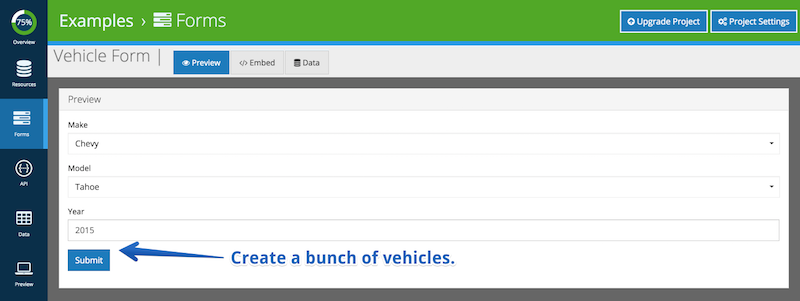 75%
Overview
Resources
Forms
API
Data
Preview
Examples › Forms
Upgrade Project
Project Settings
Vehicle Form |
Preview
</> Embed
Data
Preview
Make
Chevy
Model
Tahoe
Year
2015
Submit
Create a bunch of vehicles.